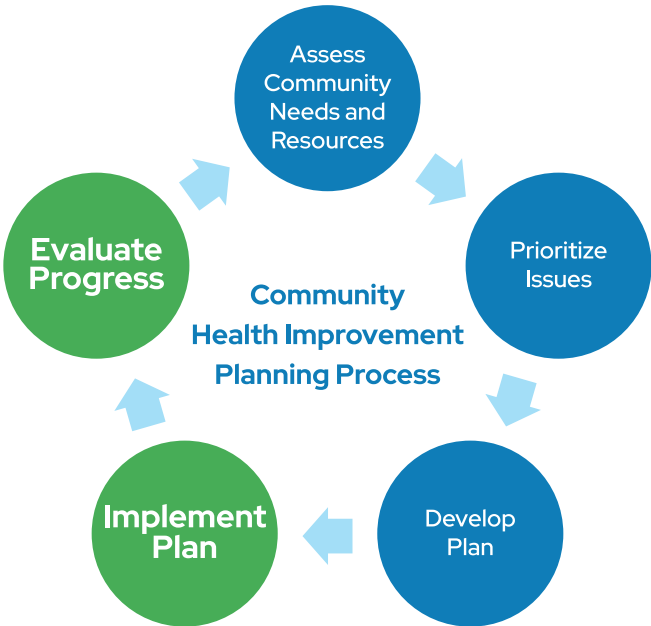 Assess
Community
Needs and
Resources
Prioritize
Issues
Develop
Plan
Implement
Plan
Evaluate
Progress
Community
Health Improvement
Planning Process